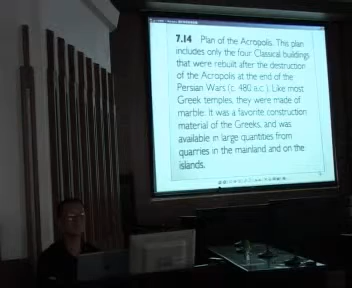 7.14 Plan of the Acropolis. This plan
includes only the four Classical buildings
that were rebuilt after the destruction
of the Acropolis at the end of the
Persian Wars (c. 480 B.C.). Like most
Greek temples, they were made of
marble. It was a favorite construction
material of the Greeks, and was
available in large quantities from
quarries in the mainland and on the
islands.